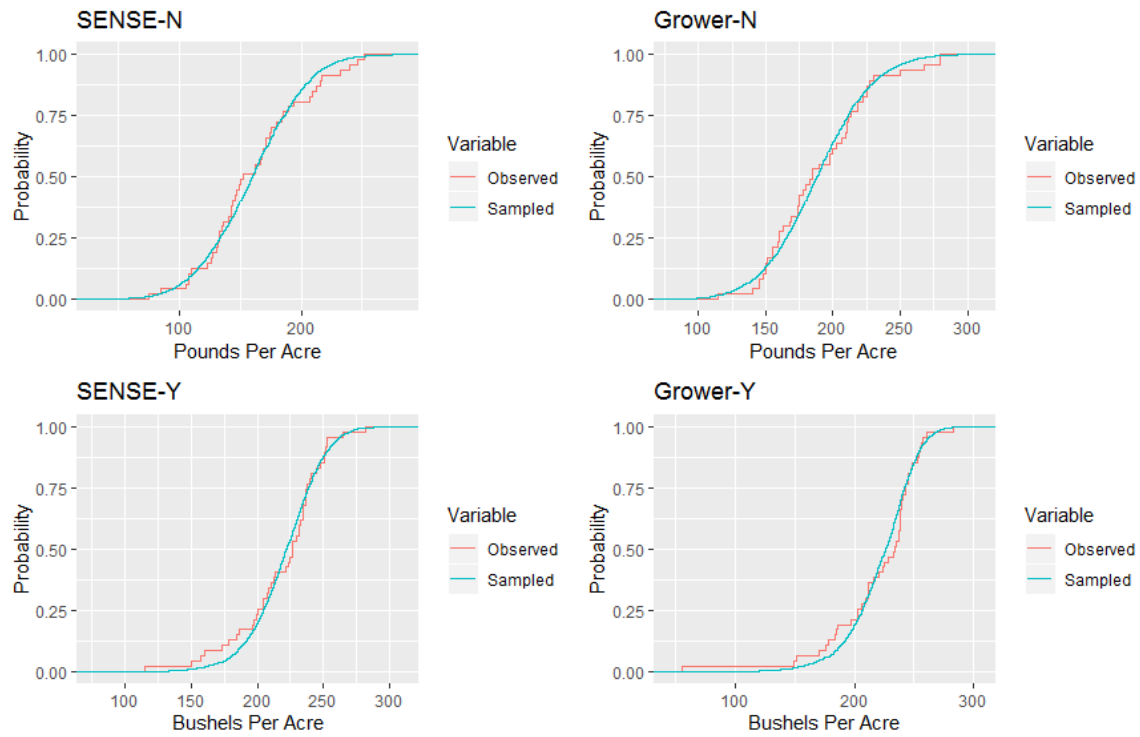 SENSE-N
Probability
1.00
0.75
0.50
0.25
0.00
100 200
Pounds Per Acre
Variable
Observed
Sampled
Grower-N
Probability
1.00
0.75
0.50
0.25
0.00
100 150 200 250 300
Pounds Per Acre
Variable
Observed
Sampled
SENSE-Y
Probability
1.00
0.75
0.50
0.25
0.00
100 150 200 250 300
Bushels Per Acre
Variable
Observed
Sampled
Grower-Y
Probability
1.00
0.75
0.50
0.25
0.00
100 200 300
Bushels Per Acre
Variable
Observed
Sampled